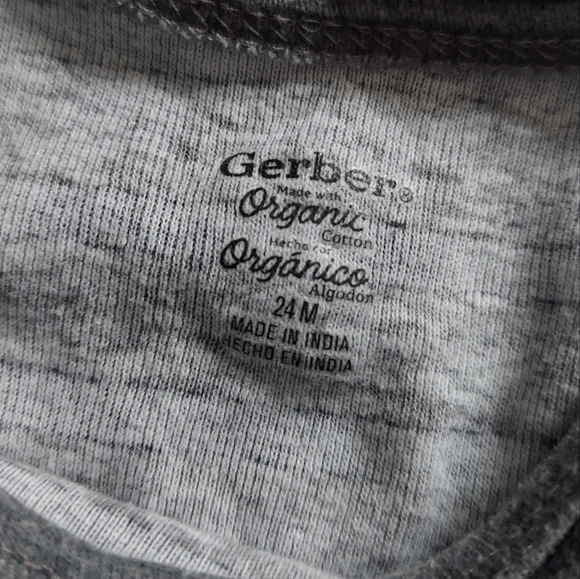 Gerber®
Made with
Organic
Cotton
Hecho con
Orgánico
Algodón
24 M
MADE IN INDIA
HECHO EN INDIA